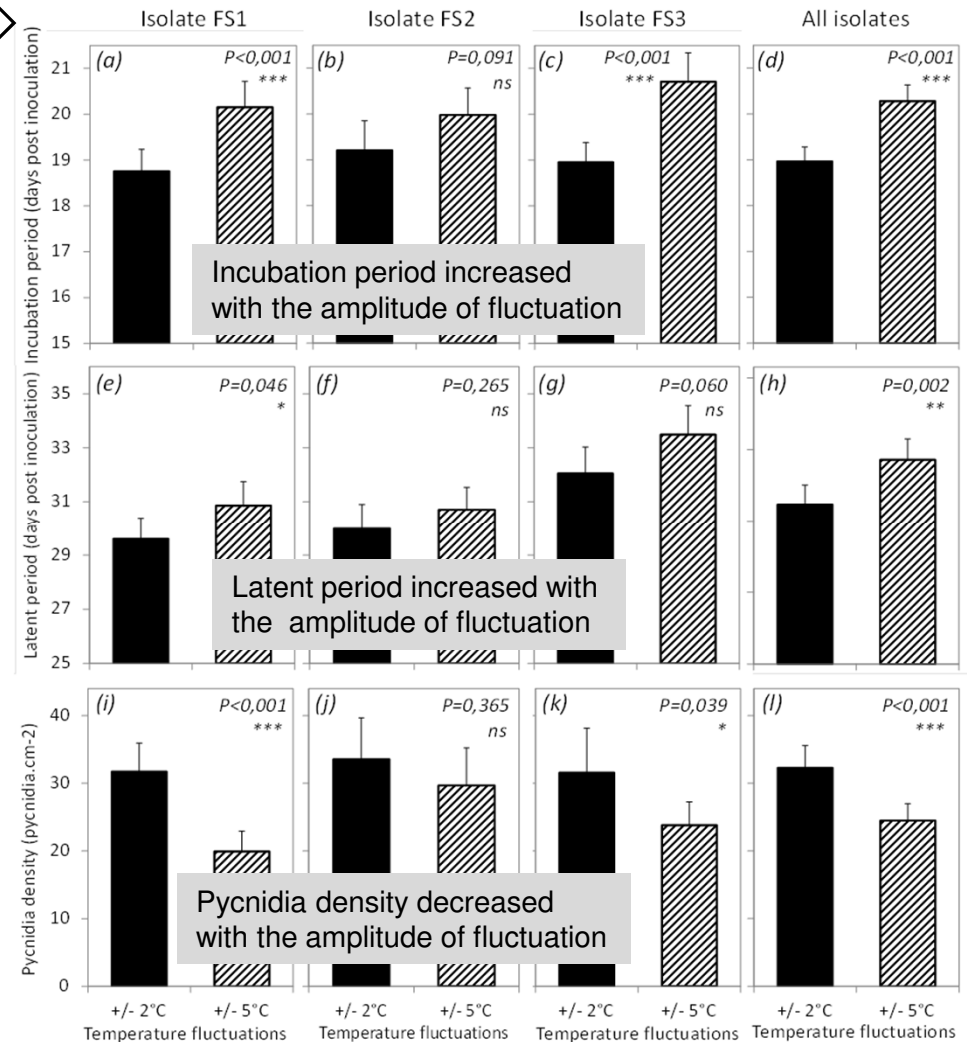 Isolate FS1 Isolate FS2 Isolate FS3 All isolates
Incubation period (days post inoculation)
21
20
19
18
17
16
15
(a) P<0,001
***
(b) P=0,091
ns
(c) P<0,001
***
(d) P<0,001
***
Incubation period increased
with the amplitude of fluctuation
Latent period (days post inoculation)
35
33
31
29
27
25
(e) P=0,046
*
(f) P=0,265
ns
(g) P=0,060
ns
(h) P=0,002
**
Latent period increased with
the amplitude of fluctuation
Pycnidia density (pycnidia.cm-2)
40
30
20
10
0
(i) P<0,001
***
(j) P=0,365
ns
(k) P=0,039
*
(l) P<0,001
***
Pycnidia density decreased
with the amplitude of fluctuation
+/- 2°C +/- 5°C +/- 2°C +/- 5°C +/- 2°C +/- 5°C +/- 2°C +/- 5°C
Temperature fluctuations Temperature fluctuations Temperature fluctuations Temperature fluctuations